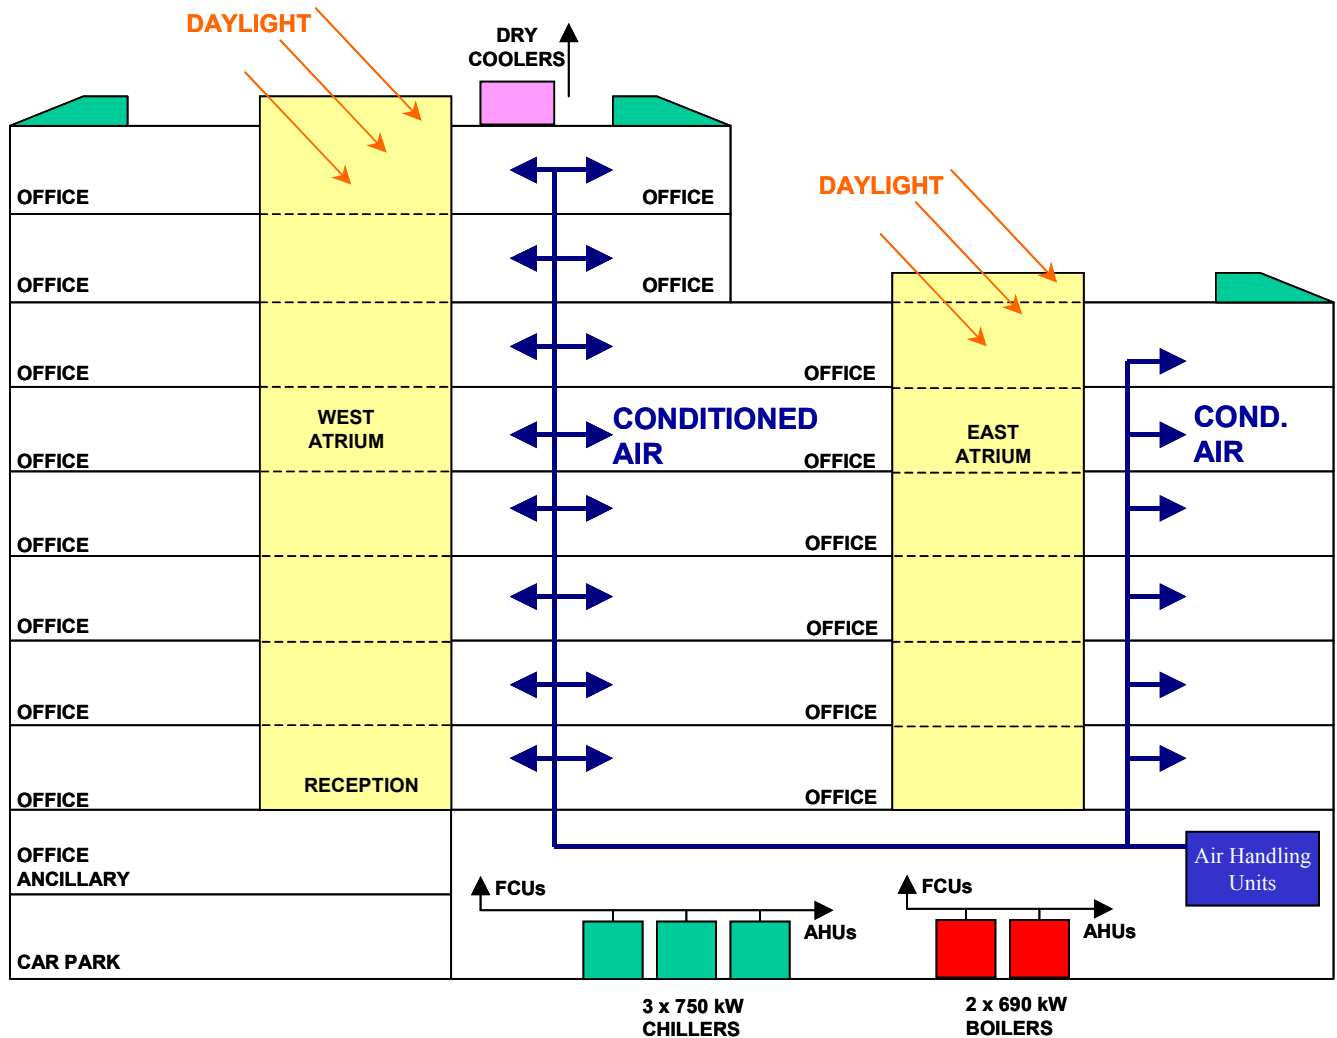 DAYLIGHT
DRY
COOLERS
OFFICE
OFFICE
DAYLIGHT
OFFICE
OFFICE
OFFICE
OFFICE
WEST
ATRIUM
CONDITIONED
AIR
EAST
ATRIUM
COND.
AIR
OFFICE
OFFICE
OFFICE
OFFICE
OFFICE
OFFICE
OFFICE
OFFICE
RECEPTION
OFFICE
OFFICE
OFFICE
ANCILLARY
Air Handling
Units
FCUs
AHUs
FCUs
AHUs
CAR PARK
3 x 750 kW
CHILLERS
2 x 690 kW
BOILERS